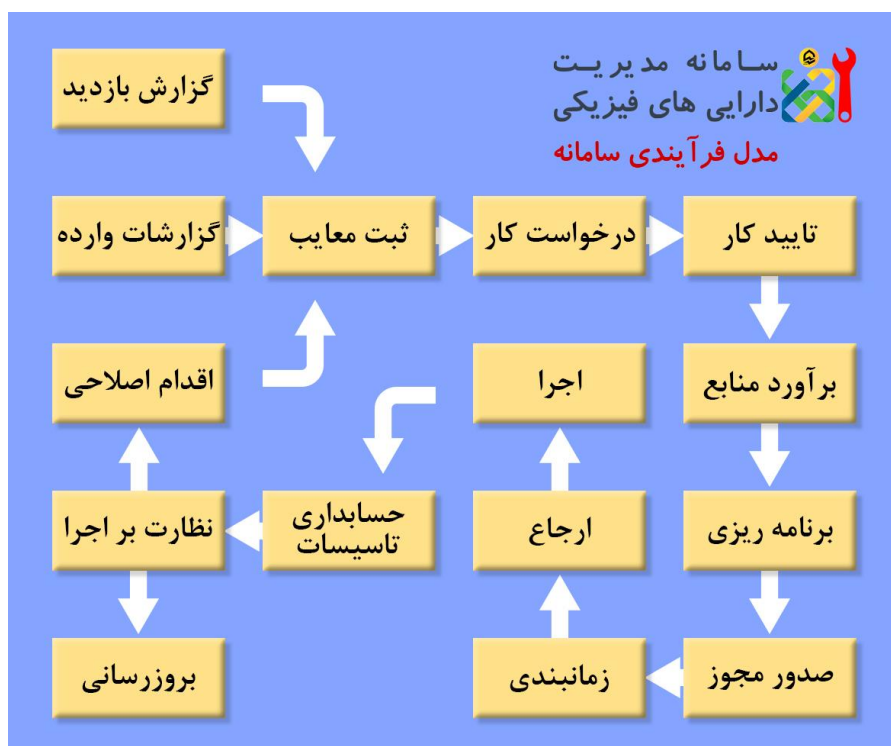 سامانه مدیریت
دارایی های فیزیکی
مدل فرآیندی سامانه
گزارش بازدید
گزارشات وارده
ثبت معایب
درخواست کار
تایید کار
برآورد منابع
برنامه ریزی
صدور مجوز
زمانبندی
ارجاع
اجرا
حسابداری
تاسیسات
نظارت بر اجرا
اقدام اصلاحی
بروزرسانی